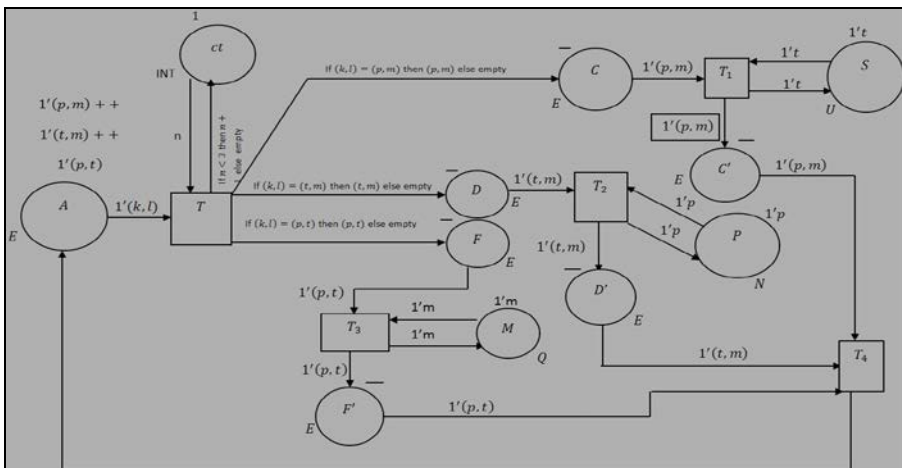 1
ct
INT
n
If n < 3 then n +
1 else empty
1'(p, m) + +
1'(t, m) + +
1'(p, t)
A
E
1'(k, l)
T
If (k, l) = (p, m) then (p, m) else empty
C
E
1'(p, m)
T₁
1't
1't
1't
S
U
1'(p, m)
C'
E
1'(p, m)
If (k, l) = (t, m) then (t, m) else empty
D
E
1'(t, m)
T₂
1'p
1'p
1'p
P
N
If (k, l) = (p, t) then (p, t) else empty
F
E
1'(t, m)
D'
E
1'(p, t)
T₃
1'm
1'm
1'm
M
Q
1'(t, m)
T₄
1'(p, t)
F'
E
1'(p, t)